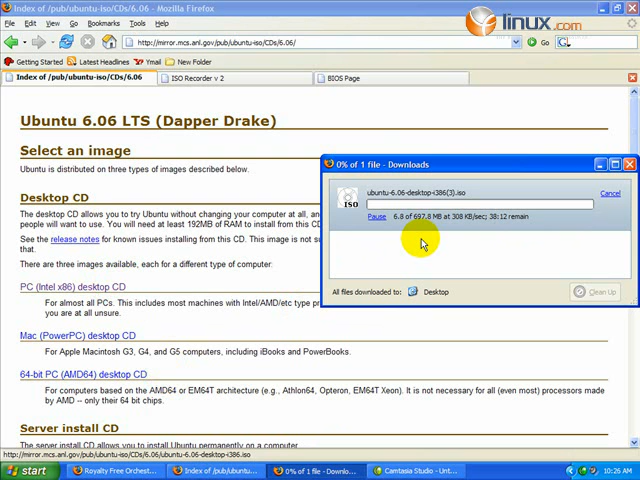 Index of /pub/ubuntu-iso/CDs/6.06 - Mozilla Firefox
linux.com
File Edit View Go Bookmarks Tools Help
http://mirror.mcs.anl.gov/pub/ubuntu-iso/CDs/6.06/
Go
Getting Started Latest Headlines Ymail New Folder
Index of /pub/ubuntu-iso/CDs/6.06
ISO Recorder v 2
BIOS Page
Ubuntu 6.06 LTS (Dapper Drake)
Select an image
Ubuntu is distributed on three types of images described below.
Desktop CD
The desktop CD allows you to try Ubuntu without changing your computer at all, an
people will want to use. You will need at least 192MB of RAM to install from this CD
See the release notes for known issues installing from this CD. This image is not su
that.
There are three images available, each for a different type of computer:
PC (Intel x86) desktop CD
For almost all PCs. This includes most machines with Intel/AMD/etc type pr
you are at all unsure.
Mac (PowerPC) desktop CD
For Apple Macintosh G3, G4, and G5 computers, including iBooks and PowerBooks.
64-bit PC (AMD64) desktop CD
For computers based on the AMD64 or EM64T architecture (e.g., Athlon64, Opteron, EM64T Xeon). It is not necessary for all (even most) processors made
by AMD -- only their 64 bit chips.
Server install CD
The server install CD allows you to install Ubuntu permanently on a computer
0% of 1 file - Downloads
ISO
ubuntu-6.06-desktop-i386(3).iso
Cancel
Pause 6.8 of 697.8 MB at 308 KB/sec; 38:12 remain
All files downloaded to: Desktop
Clean Up
http://mirror.mcs.anl.gov/pub/ubuntu-iso/CDs/6.06/ubuntu-6.06-desktop-i386.iso
start
Royalty Free Orchest...
Index of /pub/ubuntu...
0% of 1 file - Downlo...
Camtasia Studio - Unt...
10:26 AM